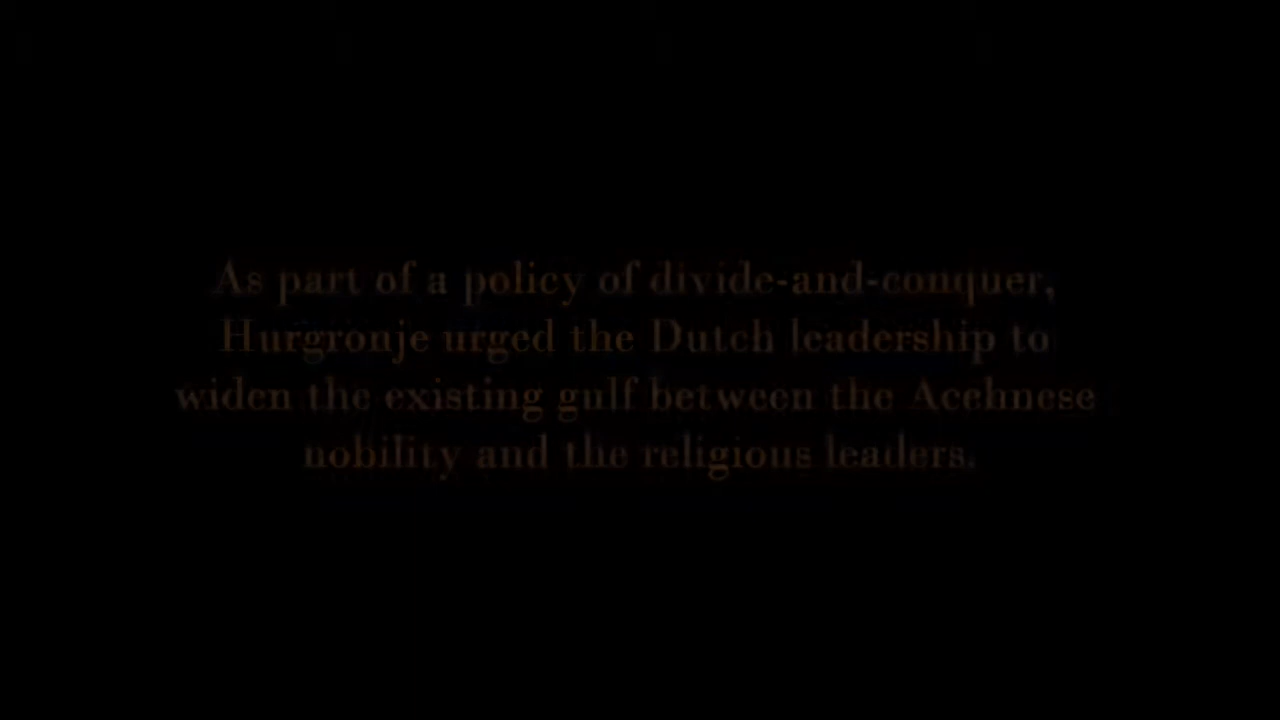 As part of a policy of divide-and-conquer,
Hurgronje urged the Dutch leadership to
widen the existing gulf between the Acehnese
nobility and the religious leaders.